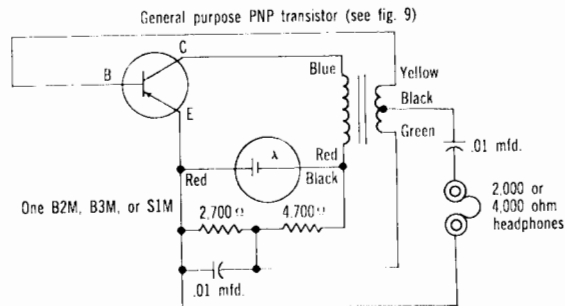 General purpose PNP transistor (see fig. 9)
C
B
E
Blue
Yellow
Black
Green
.01 mfd.
λ
Red
Black
Red
One B2M, B3M, or S1M
2,700 Ω
4,700 Ω
2,000 or
4,000 ohm
headphones
.01 mfd.